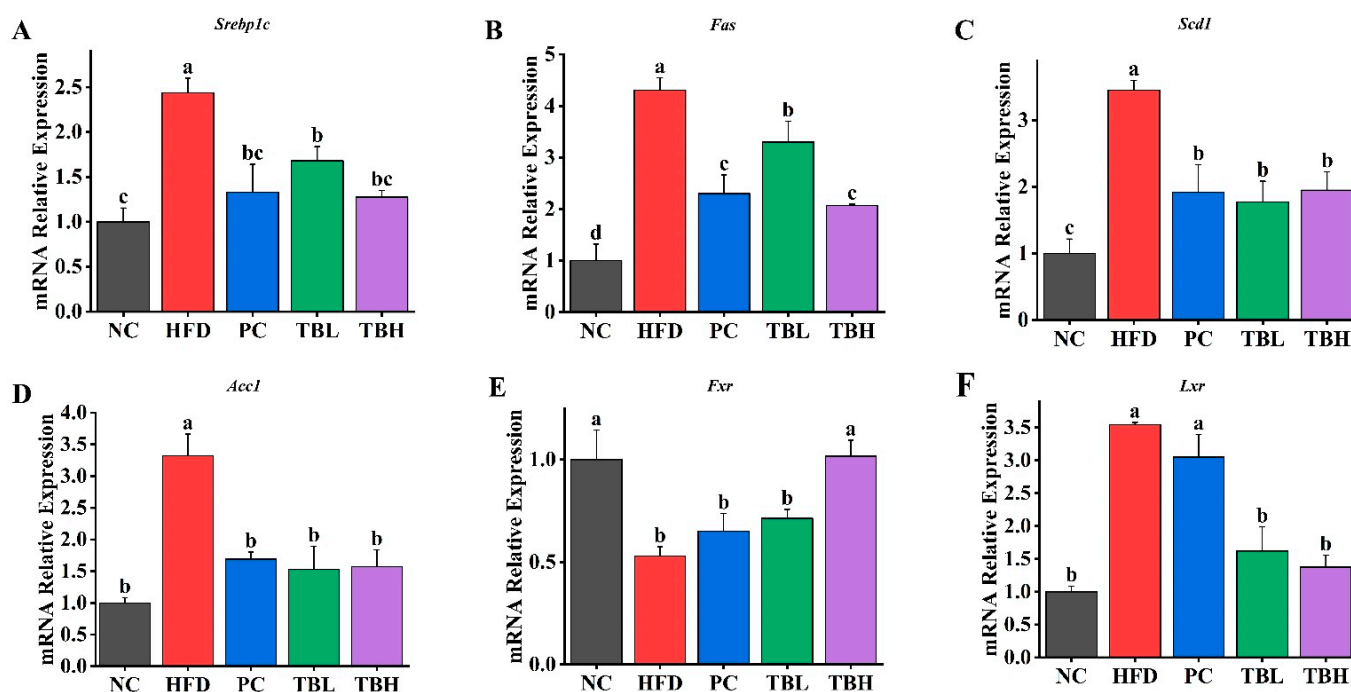 A
Srebp1c
mRNA Relative Expression
2.5
2.0
1.5
1.0
0.5
0.0
c
a
bc
b
bc
NC HFD PC TBL TBH
B
Fas
mRNA Relative Expression
5
4
3
2
1
0
d
a
c
b
c
NC HFD PC TBL TBH
C
Scd1
mRNA Relative Expression
3
2
1
0
c
a
b
b
b
NC HFD PC TBL TBH
D
Acc1
mRNA Relative Expression
4.0
3.5
3.0
2.5
2.0
1.5
1.0
0.5
0.0
b
a
b
b
b
NC HFD PC TBL TBH
E
Fxr
mRNA Relative Expression
1.0
0.5
0.0
a
b
b
b
a
NC HFD PC TBL TBH
F
Lxr
mRNA Relative Expression
3.5
3.0
2.5
2.0
1.5
1.0
0.5
0.0
b
a
a
b
b
NC HFD PC TBL TBH